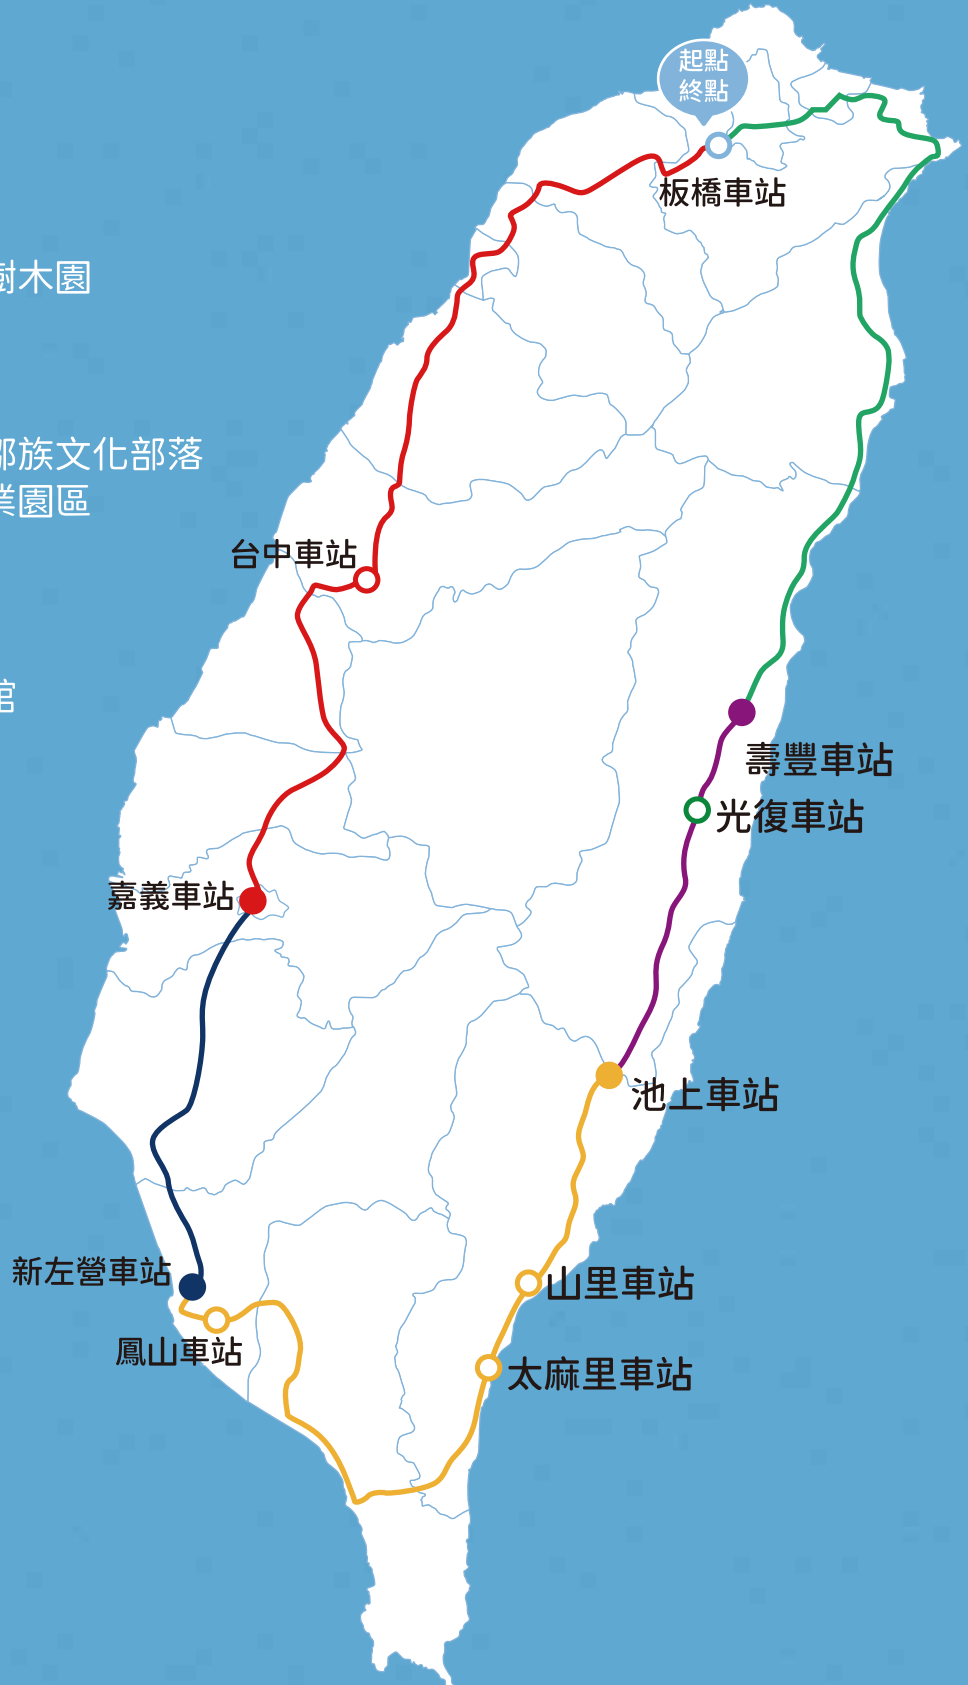 起點
終點
板橋車站
樹木園
族文化部落
業園區
台中車站
館
壽豐車站
光復車站
嘉義車站
池上車站
新左營車站
山里車站
鳳山車站
太麻里車站